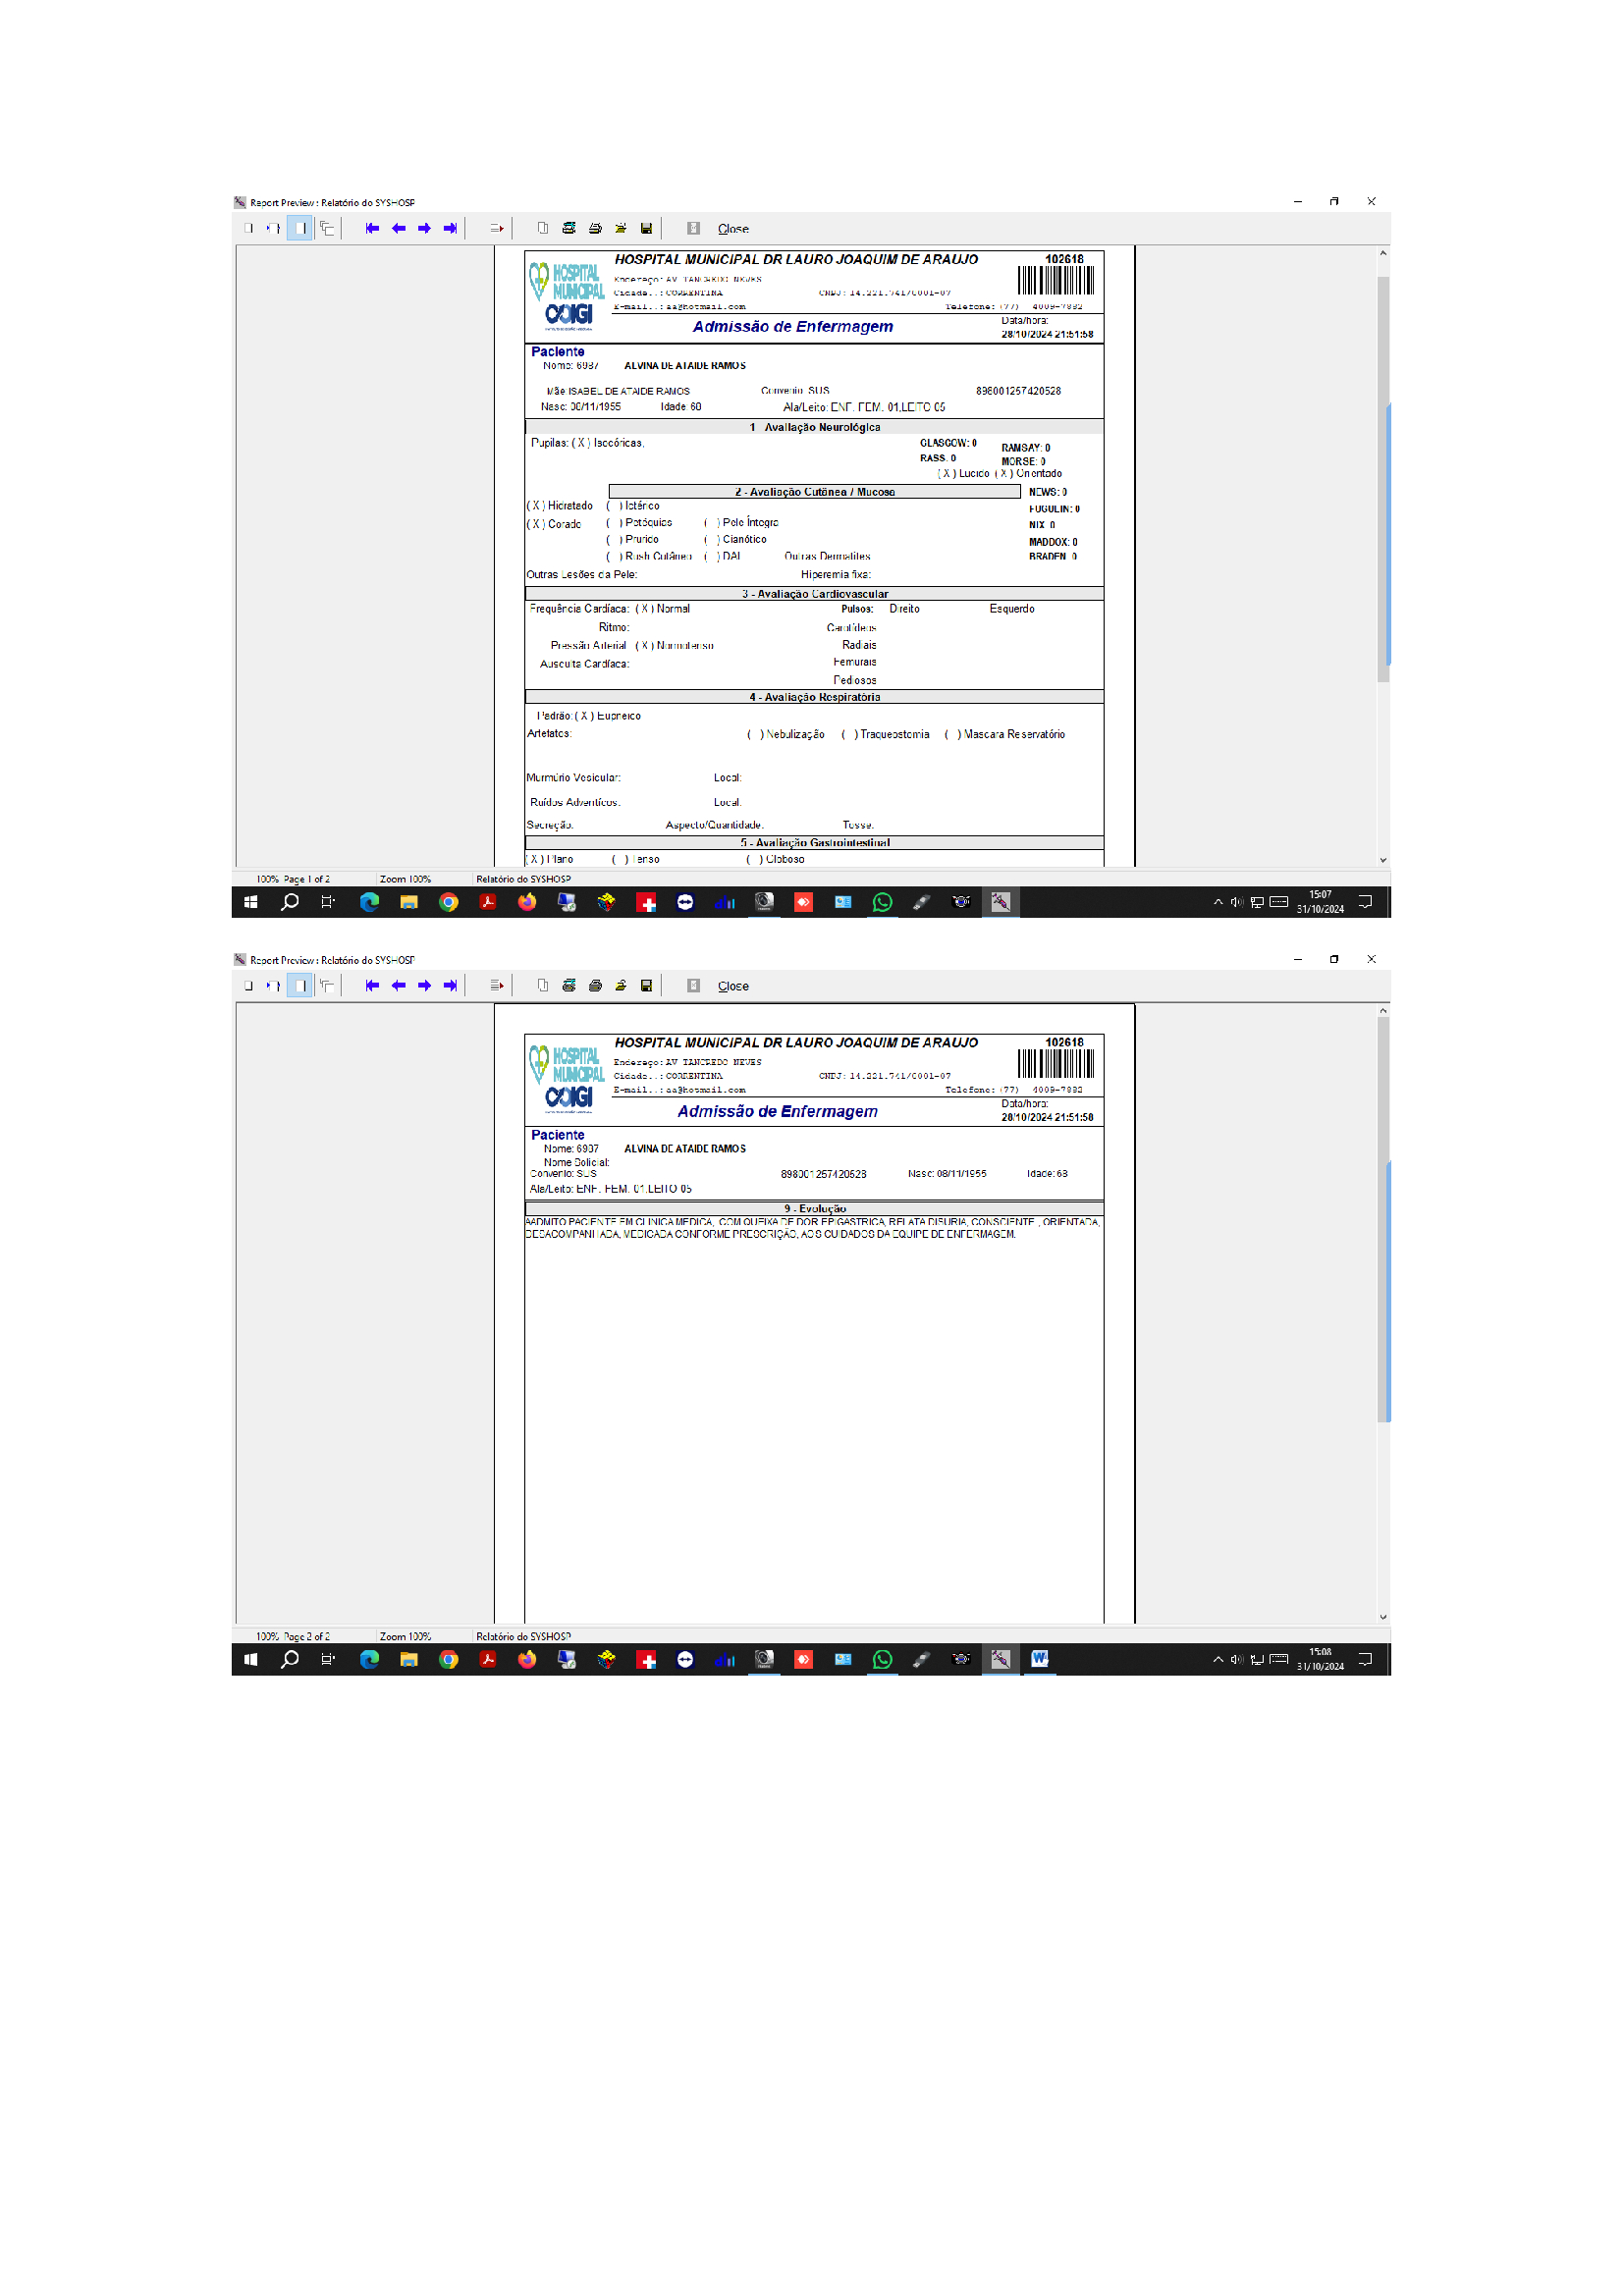 Report Preview : Relatório do SYSHOSP
Close
HOSPITAL MUNICIPAL
COIGI
HOSPITAL MUNICIPAL DR LAURO JOAQUIM DE ARAUJO
102618
Endereço: AV TANCREDO NEVES
Cidade..: CORRENTINA CNPJ: 14.221.741/0001-07
E-mail..: aa@hotmail.com Telefone: (77) 4009-7882
Admissão de Enfermagem
Data/hora:
28/10/2024 21:51:58
Paciente
Nome: 6987 ALVINA DE ATAIDE RAMOS
Mãe ISABEL DE ATAIDE RAMOS Convenio: SUS 898001257420528
Nasc: 08/11/1955 Idade: 68 Ala/Leito: ENF. FEM. 01,LEITO 05
1 - Avaliação Neurológica
Pupilas: ( X ) Isocóricas, GLASCOW: 0 RAMSAY: 0
RASS: 0 MORSE: 0
( X ) Lucido ( X ) Orientado
2 - Avaliação Cutânea / Mucosa NEWS: 0
( X ) Hidratado ( ) Ictérico FUGULIN: 0
( X ) Corado ( ) Petéquias ( ) Pele Íntegra NIX: 0
( ) Prurido ( ) Cianótico MADDOX: 0
( ) Rush Cutâneo ( ) DAI Outras Dermatites BRADEN: 0
Outras Lesões da Pele: Hiperemia fixa:
3 - Avaliação Cardiovascular
Frequência Cardíaca: ( X ) Normal Pulsos: Direito Esquerdo
Ritmo: Carotídeos
Pressão Arterial: ( X ) Normotenso Radiais
Ausculta Cardíaca: Femurais
Pediosos
4 - Avaliação Respiratória
Padrão: ( X ) Eupneico
Artefatos: ( ) Nebulização ( ) Traqueostomia ( ) Mascara Reservatório
Murmúrio Vesicular: Local:
Ruídos Adventícos: Local:
Secreção: Aspecto/Quantidade: Tosse:
5 - Avaliação Gastrointestinal
( X ) Plano ( ) Tenso ( ) Globoso
100% Page 1 of 2 Zoom 100% Relatório do SYSHOSP
15:07
31/10/2024
Report Preview : Relatório do SYSHOSP
Close
HOSPITAL MUNICIPAL
COIGI
HOSPITAL MUNICIPAL DR LAURO JOAQUIM DE ARAUJO
102618
Endereço: AV TANCREDO NEVES
Cidade..: CORRENTINA CNPJ: 14.221.741/0001-07
E-mail..: aa@hotmail.com Telefone: (77) 4009-7882
Admissão de Enfermagem
Data/hora:
28/10/2024 21:51:58
Paciente
Nome: 6987 ALVINA DE ATAIDE RAMOS
Nome Solicial:
Convenio: SUS 898001257420528 Nasc: 08/11/1955 Idade: 68
Ala/Leito: ENF. FEM. 01,LEITO 05
9 - Evolução
AADMITO PACIENTE EM CLINICA MEDICA, COM QUEIXA DE DOR EPIGASTRICA, RELATA DISURIA, CONSCIENTE , ORIENTADA,
DESACOMPANHADA, MEDICADA CONFORME PRESCRIÇÃO, AOS CUIDADOS DA EQUIPE DE ENFERMAGEM.
100% Page 2 of 2 Zoom 100% Relatório do SYSHOSP
15:08
31/10/2024